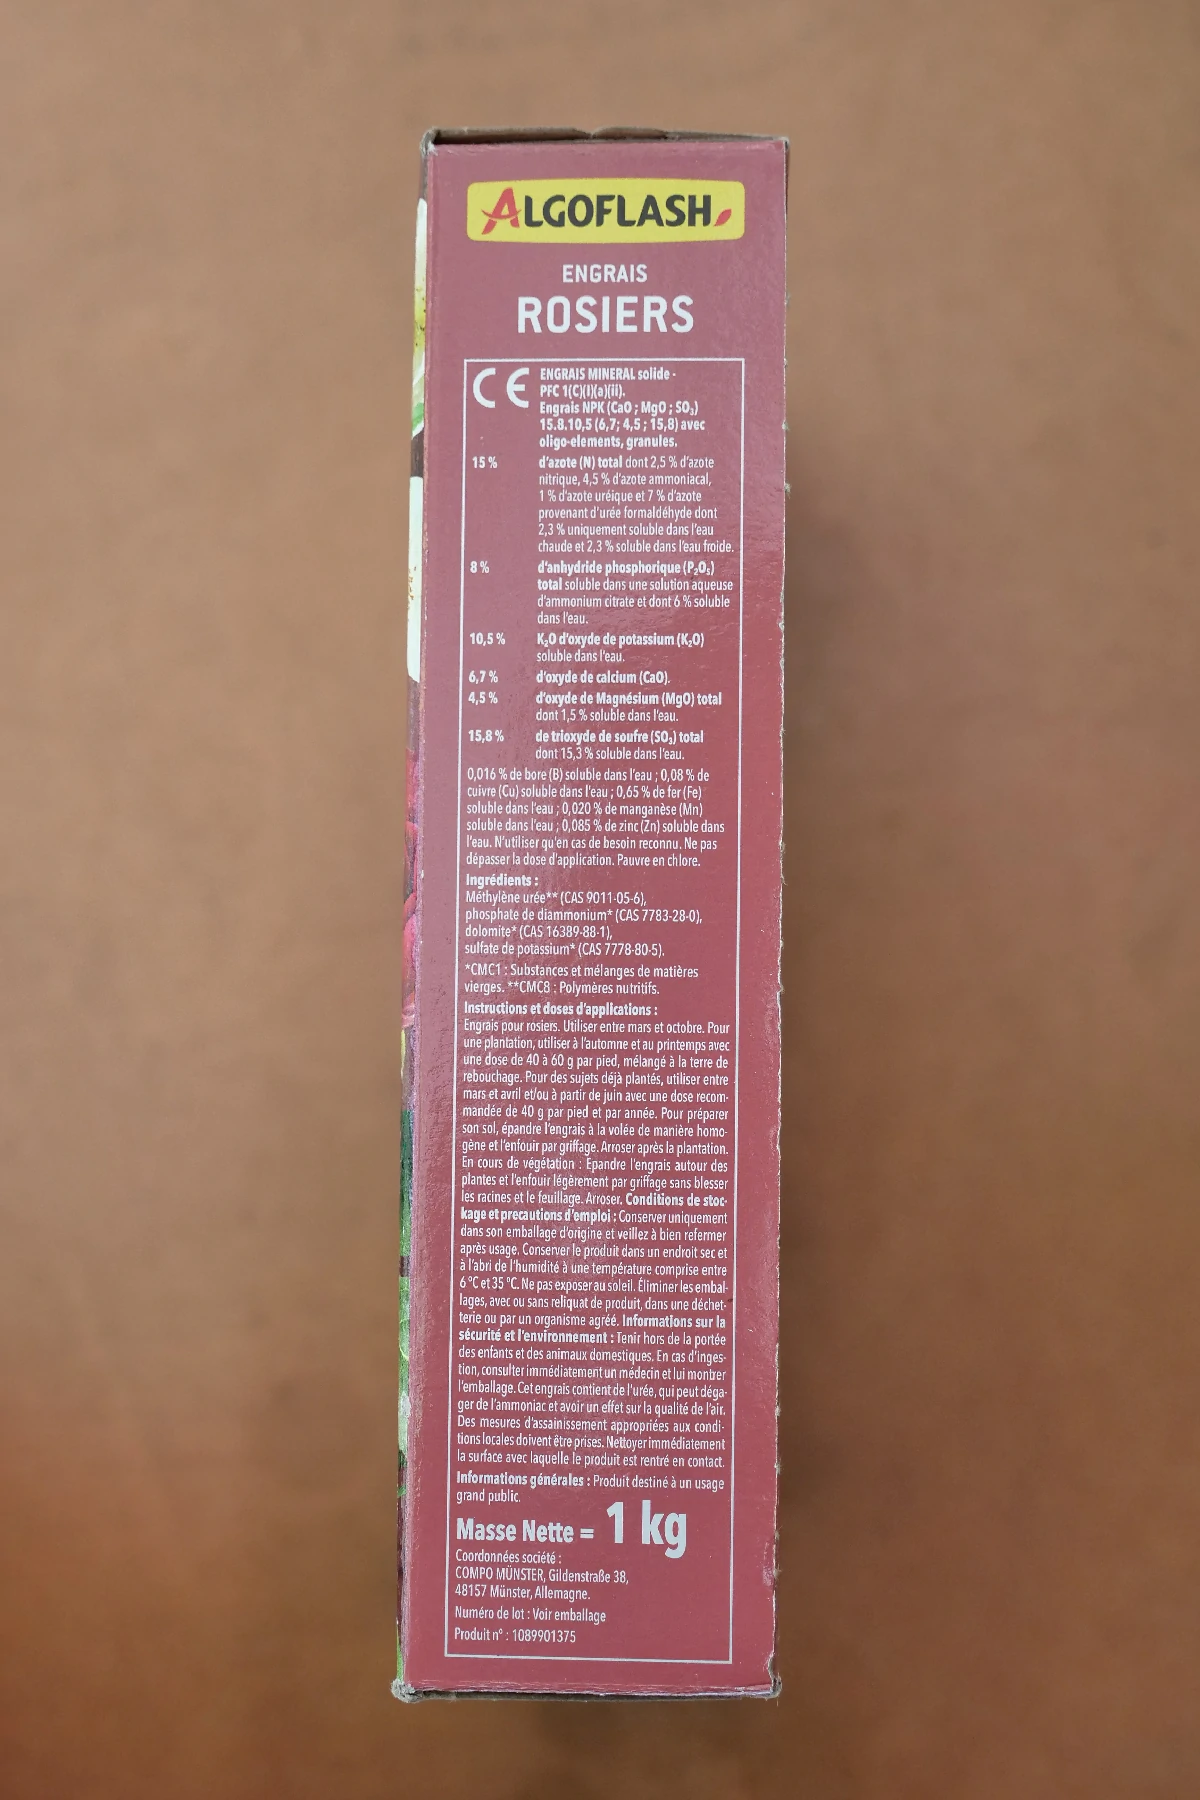 ALGOFLASH
ENGRAIS
ROSIERS
CE
ENGRAIS MINERAL solide -
PFC 1(C)(I)(a)(ii).
Engrais NPK (CaO ; MgO ; SO₃)
15.8.10,5 (6,7; 4,5 ; 15,8) avec
oligo-elements, granules.
15 % d'azote (N) total dont 2,5 % d'azote
nitrique, 4,5 % d'azote ammoniacal,
1 % d'azote uréique et 7 % d'azote
provenant d'urée formaldéhyde dont
2,3 % uniquement soluble dans l'eau
chaude et 2,3 % soluble dans l'eau froide.
8 % d'anhydride phosphorique (P₂O₅)
total soluble dans une solution aqueuse
d'ammonium citrate et dont 6 % soluble
dans l'eau.
10,5 % K₂O d'oxyde de potassium (K₂O)
soluble dans l'eau.
6,7 % d'oxyde de calcium (CaO).
4,5 % d'oxyde de Magnésium (MgO) total
dont 1,5 % soluble dans l'eau.
15,8 % de trioxyde de soufre (SO₃) total
dont 15,3 % soluble dans l'eau.
0,016 % de bore (B) soluble dans l'eau ; 0,08 % de
cuivre (Cu) soluble dans l'eau ; 0,65 % de fer (Fe)
soluble dans l'eau ; 0,020 % de manganèse (Mn)
soluble dans l'eau ; 0,085 % de zinc (Zn) soluble dans
l'eau. N'utiliser qu'en cas de besoin reconnu. Ne pas
dépasser la dose d'application. Pauvre en chlore.
Ingrédients :
Méthylène urée** (CAS 9011-05-6),
phosphate de diammonium* (CAS 7783-28-0),
dolomite* (CAS 16389-88-1),
sulfate de potassium* (CAS 7778-80-5).
*CMC1 : Substances et mélanges de matières
vierges. **CMC8 : Polymères nutritifs.
Instructions et doses d'applications :
Engrais pour rosiers. Utiliser entre mars et octobre. Pour
une plantation, utiliser à l'automne et au printemps avec
une dose de 40 à 60 g par pied, mélangé à la terre de
rebouchage. Pour des sujets déjà plantés, utiliser entre
mars et avril et/ou à partir de juin avec une dose recom-
mandée de 40 g par pied et par année. Pour préparer
son sol, épandre l'engrais à la volée de manière homo-
gène et l'enfouir par griffage. Arroser après la plantation.
En cours de végétation : Epandre l'engrais autour des
plantes et l'enfouir légèrement par griffage sans blesser
les racines et le feuillage. Arroser. Conditions de stoc-
kage et precautions d'emploi : Conserver uniquement
dans son emballage d'origine et veillez à bien refermer
après usage. Conserver le produit dans un endroit sec et
à l'abri de l'humidité à une température comprise entre
6 °C et 35 °C. Ne pas exposer au soleil. Éliminer les embal-
lages, avec ou sans reliquat de produit, dans une déchet-
terie ou par un organisme agréé. Informations sur la
sécurité et l'environnement : Tenir hors de la portée
des enfants et des animaux domestiques. En cas d'inges-
tion, consulter immédiatement un médecin et lui montrer
l'emballage. Cet engrais contient de l'urée, qui peut déga-
ger de l'ammoniac et avoir un effet sur la qualité de l'air.
Des mesures d'assainissement appropriées aux condi-
tions locales doivent être prises. Nettoyer immédiatement
la surface avec laquelle le produit est rentré en contact.
Informations générales : Produit destiné à un usage
grand public.
Masse Nette = 1 kg
Coordonnées société :
COMPO MÜNSTER, Gildenstraße 38,
48157 Münster, Allemagne.
Numéro de lot : Voir emballage
Produit n° : 1089901375